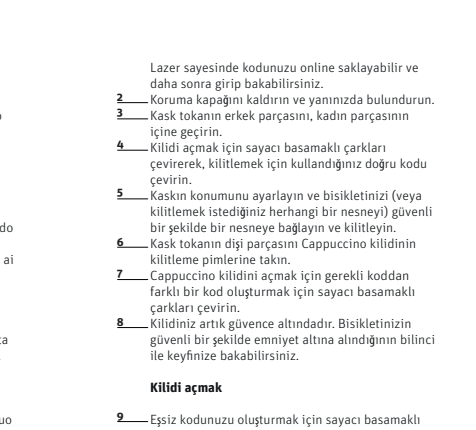 Lazer sayesinde kodunuzu online saklayabilir ve
daha sonra girip bakabilirsiniz.
2 Koruma kapağını kaldırın ve yanınızda bulundurun.
3 Kask tokanın erkek parçasını, kadın parçasının
içine geçirin.
4 Kilidi açmak için sayacı basamaklı çarkları
çevirerek, kilitlemek için kullandığınız doğru kodu
çevirin.
5 Kaskın konumunu ayarlayın ve bisikletinizi (veya
kilitlemek istediğiniz herhangi bir nesneyi) güvenli
bir şekilde bir nesneye bağlayın ve kilitleyin.
6 Kask tokanın dişi parçasını Cappuccino kilidinin
kilitleme pimlerine takın.
7 Cappuccino kilidini açmak için gerekli koddan
farklı bir kod oluşturmak için sayacı basamaklı
çarkları çevirin.
8 Kilidiniz artık güvence altındadır. Bisikletinizin
güvenli bir şekilde emniyet altına alındığının bilinci
ile keyfinize bakabilirsiniz.
Kilidi açmak
9 Eşsiz kodunuzu oluşturmak için sayacı basamaklı